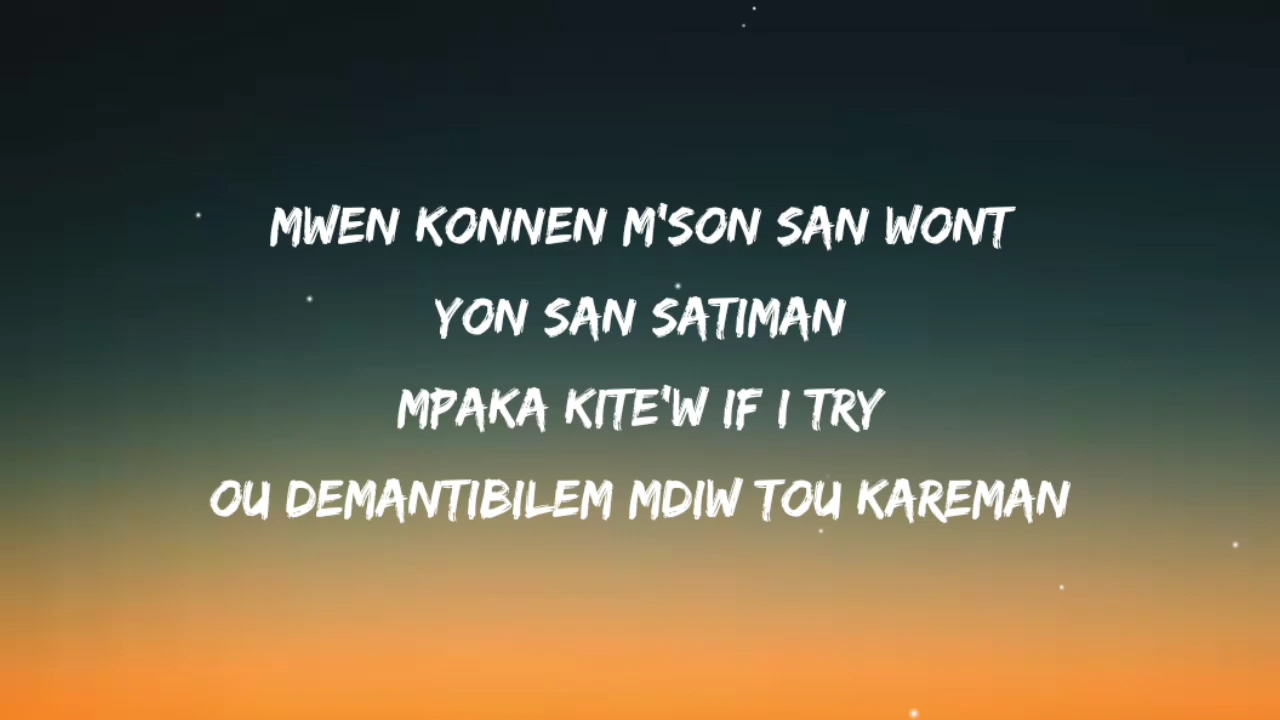 MWEN KONNEN M'SON SAN WONT
YON SAN SATIMAN
MPAKA KITE'W IF I TRY
OU DEMANTIBILEM MDIW TOU KAREMAN